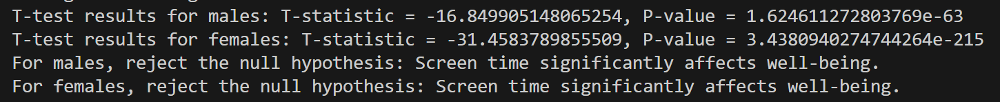 T-test results for males: T-statistic = -16.849905148065254, P-value = 1.624611272803769e-63
T-test results for females: T-statistic = -31.4583789855509, P-value = 3.4380940274744264e-215
For males, reject the null hypothesis: Screen time significantly affects well-being.
For females, reject the null hypothesis: Screen time significantly affects well-being.